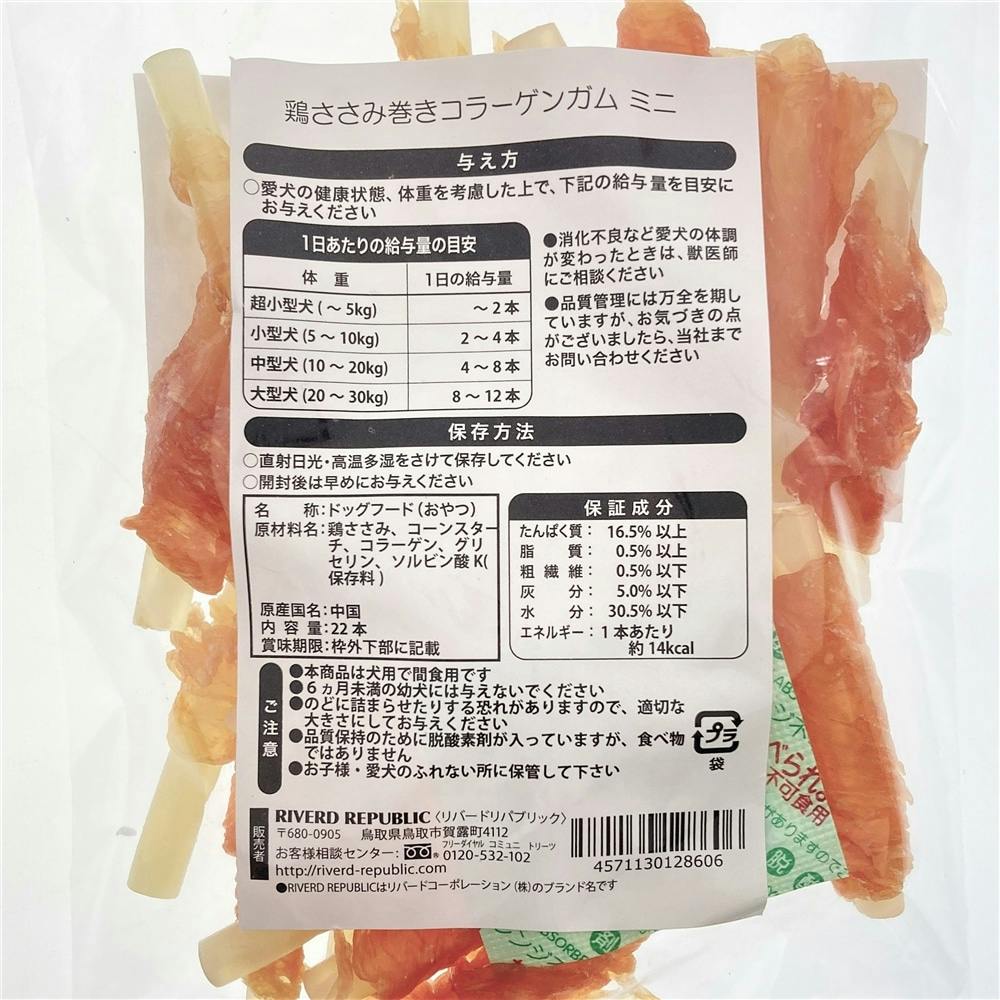 鶏ささみ巻きコラーゲンガム ミニ
与え方
○愛犬の健康状態、体重を考慮した上で、下記の給与量を目安に
お与えください
1日あたりの給与量の目安
体 重 1日の給与量
超小型犬(～5kg) ～2本
小型犬(5～10kg) 2～4本
中型犬(10～20kg) 4～8本
大型犬(20～30kg) 8～12本
●消化不良など愛犬の体調
が変わったときは、獣医師
にご相談ください
●品質管理には万全を期し
ていますが、お気づきの点
がございましたら、当社まで
お問い合わせください
保存方法
○直射日光・高温多湿をさけて保存してください
○開封後は早めにお与えください
名 称:ドッグフード(おやつ)
原材料名:鶏ささみ、コーンスター
チ、コラーゲン、グリ
セリン、ソルビン酸K(
保存料)
原産国名:中国
内容量:22本
賞味期限:枠外下部に記載
保証成分
たんぱく質: 16.5%以上
脂 質: 0.5%以上
粗繊維: 0.5%以下
灰 分: 5.0%以下
水 分: 30.5%以下
エネルギー: 1本あたり
約14kcal
ご注意
●本商品は犬用で間食用です
●6ヵ月未満の幼犬には与えないでください
●のどに詰まらせたりする恐れがありますので、適切な
大きさにしてお与えください
●品質保持のために脱酸素剤が入っていますが、食べ物
ではありません
●お子様・愛犬のふれない所に保管して下さい
プラ
袋
販売者
RIVERD REPUBLIC〈リバードリパブリック〉
〒680-0905 鳥取県鳥取市賀露町4112
フリーダイヤル コミュニ トリーツ
お客様相談センター: ® 0120-532-102
http://riverd-republic.com
●RIVERD REPUBLICはリバードコーポレーション(株)のブランド名です
4571130128606
べられ
不可食用
がありますので
脱
剤